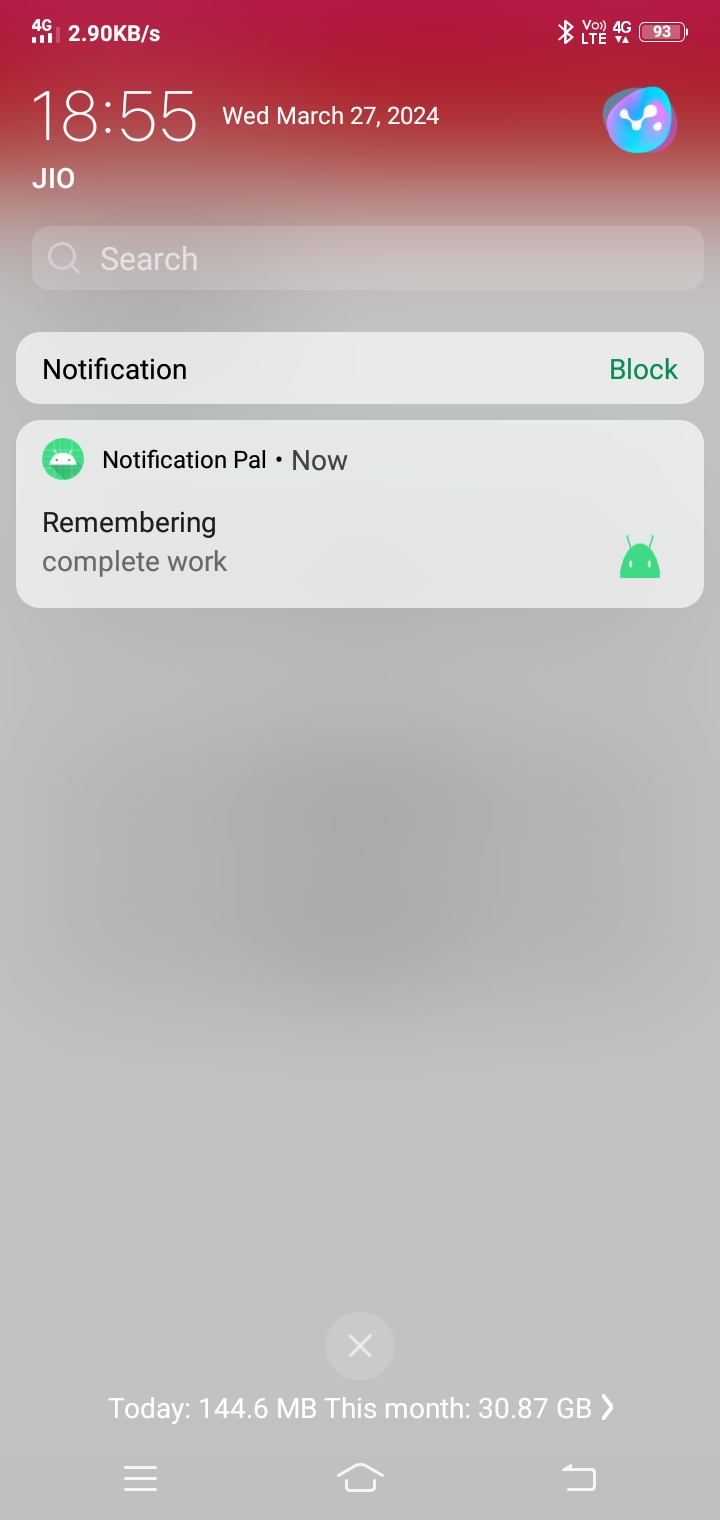 4G 2.90KB/s Vo)) LTE 4G 93
18:55 Wed March 27, 2024
JIO
Search
Notification Block
Notification Pal • Now
Remembering
complete work
Today: 144.6 MB This month: 30.87 GB